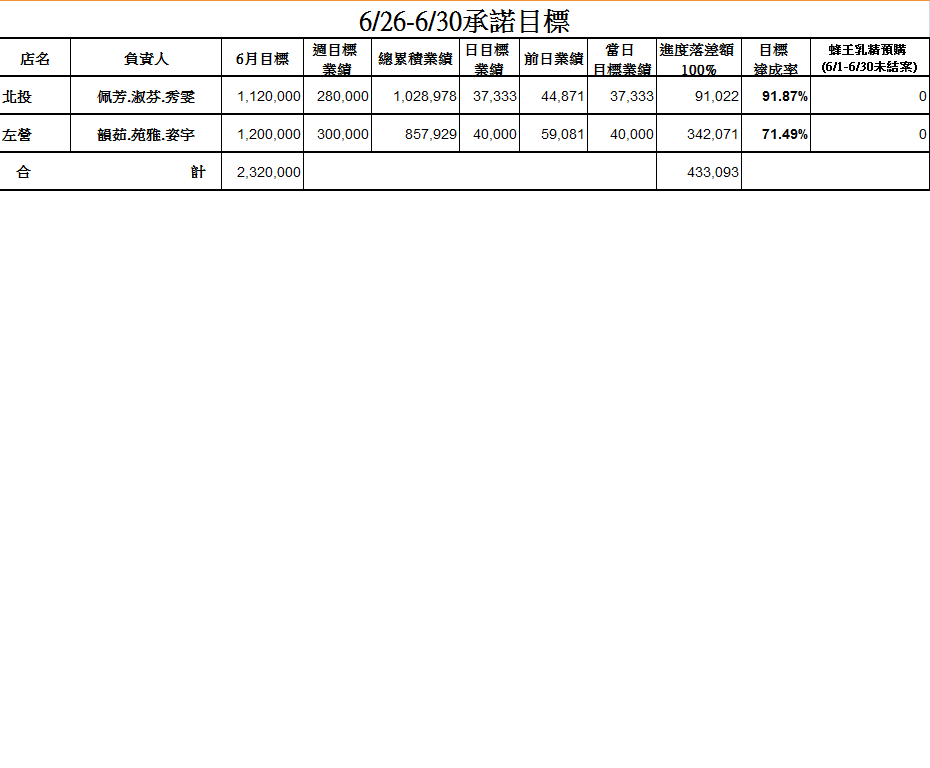 6/26-6/30承諾目標
店名 負責人 6月目標 週目標業績 總累積業績 日目標業績 前日業績 當日目標業績 進度落差額100% 目標達成率 蜂王乳精預購(6/1-6/30未結案)
北投 佩芳.淑芬.秀雯 1,120,000 280,000 1,028,978 37,333 44,871 37,333 91,022 91.87% 0
左營 韻茹.苑雅.姿宇 1,200,000 300,000 857,929 40,000 59,081 40,000 342,071 71.49% 0
合 計 2,320,000 433,093